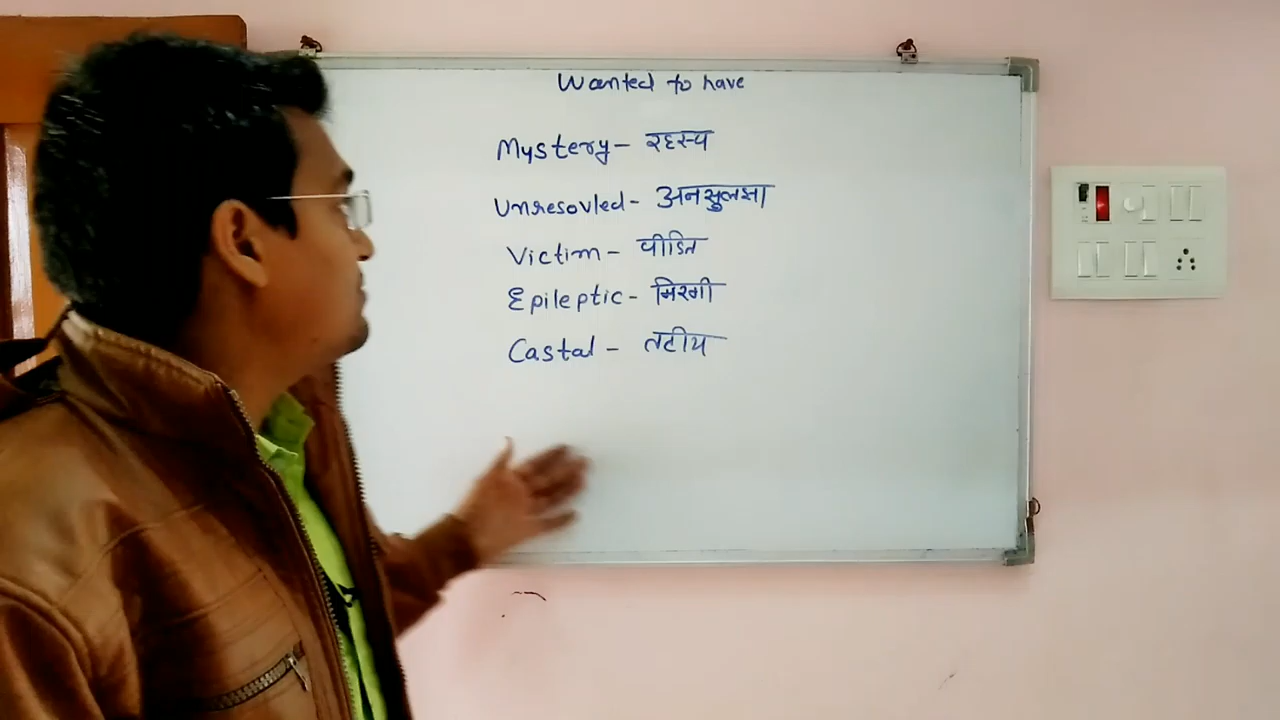 Wanted to have
Mystery - रहस्य
Unresovled - अनसुलझा
Victim - पीडित
Epileptic - मिरगी
Castal - तटीय